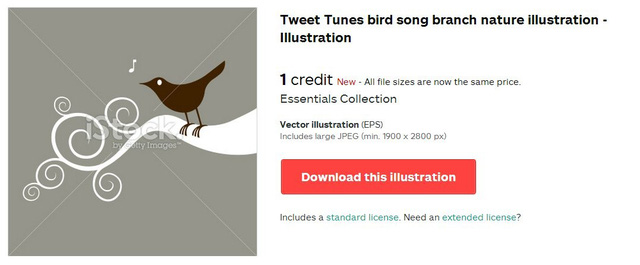 Tweet Tunes bird song branch nature illustration -
Illustration
1 credit New - All file sizes are now the same price.
Essentials Collection
iStock
by Getty Images™
Vector illustration (EPS)
Includes large JPEG (min. 1900 x 2800 px)
Download this illustration
Includes a standard license. Need an extended license?